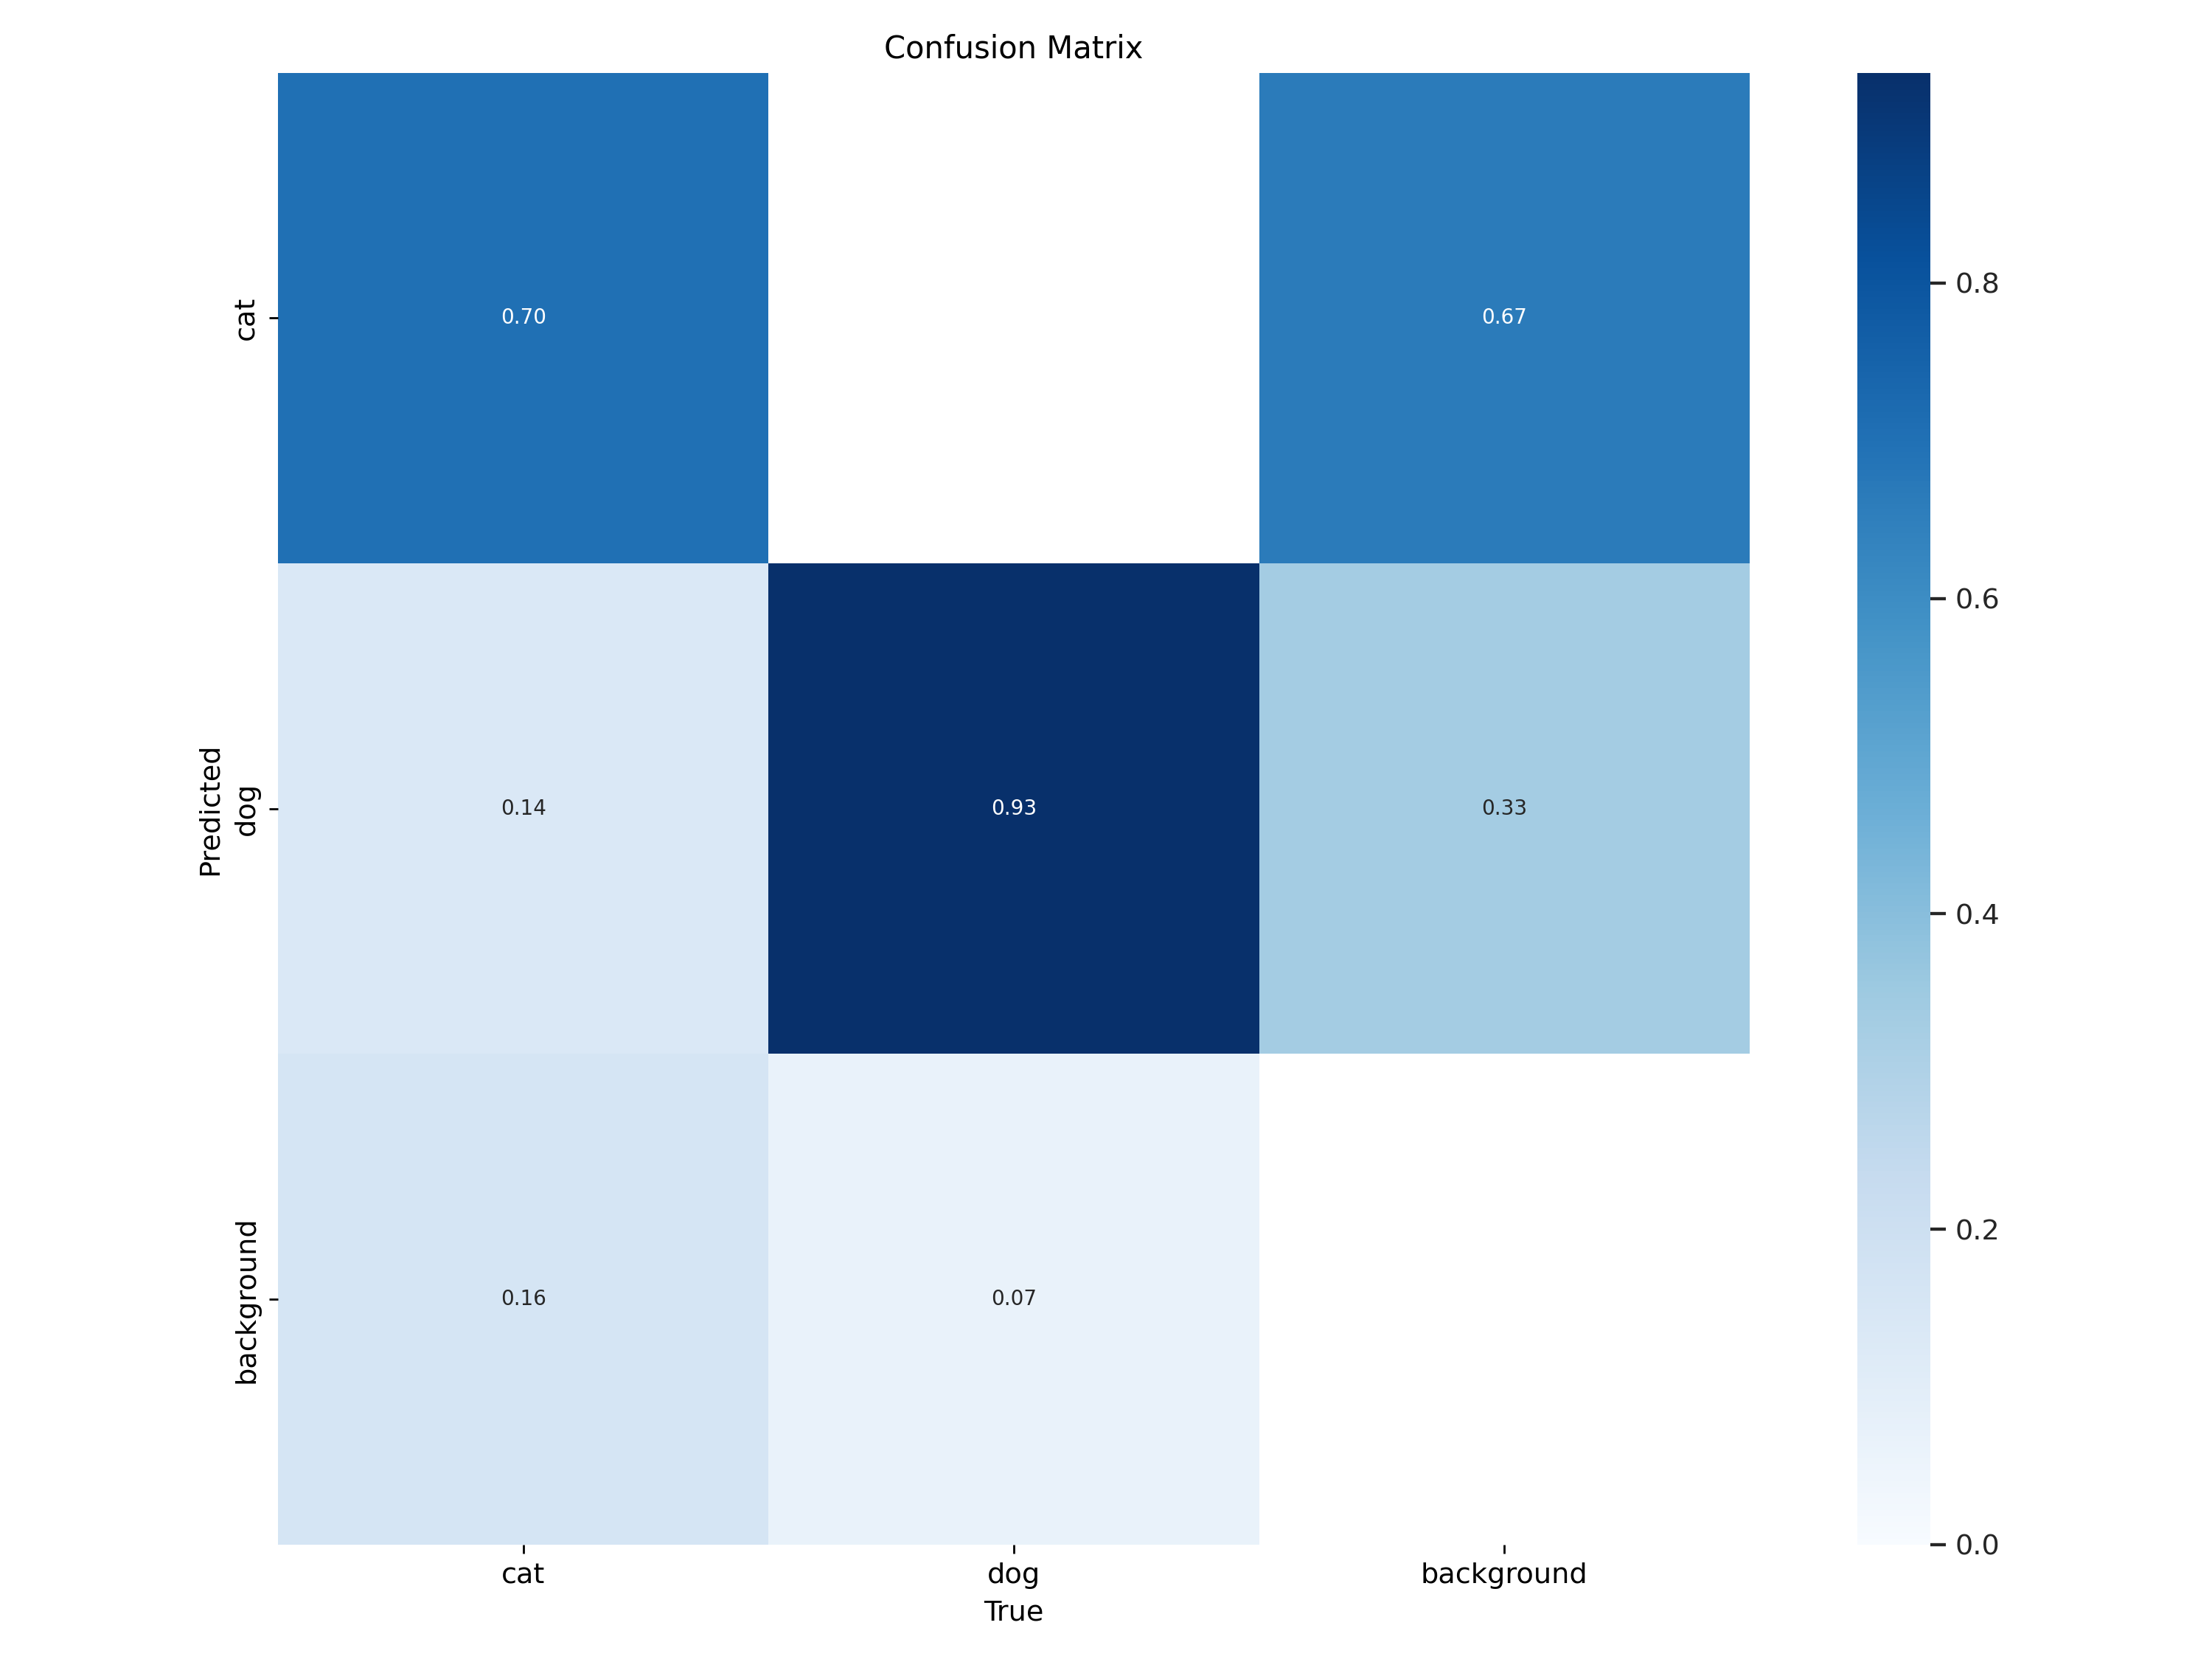 Confusion Matrix
cat
0.70
0.67
0.8
0.6
Predicted
dog
0.14
0.93
0.33
0.4
background
0.16
0.07
0.2
0.0
cat
dog
background
True